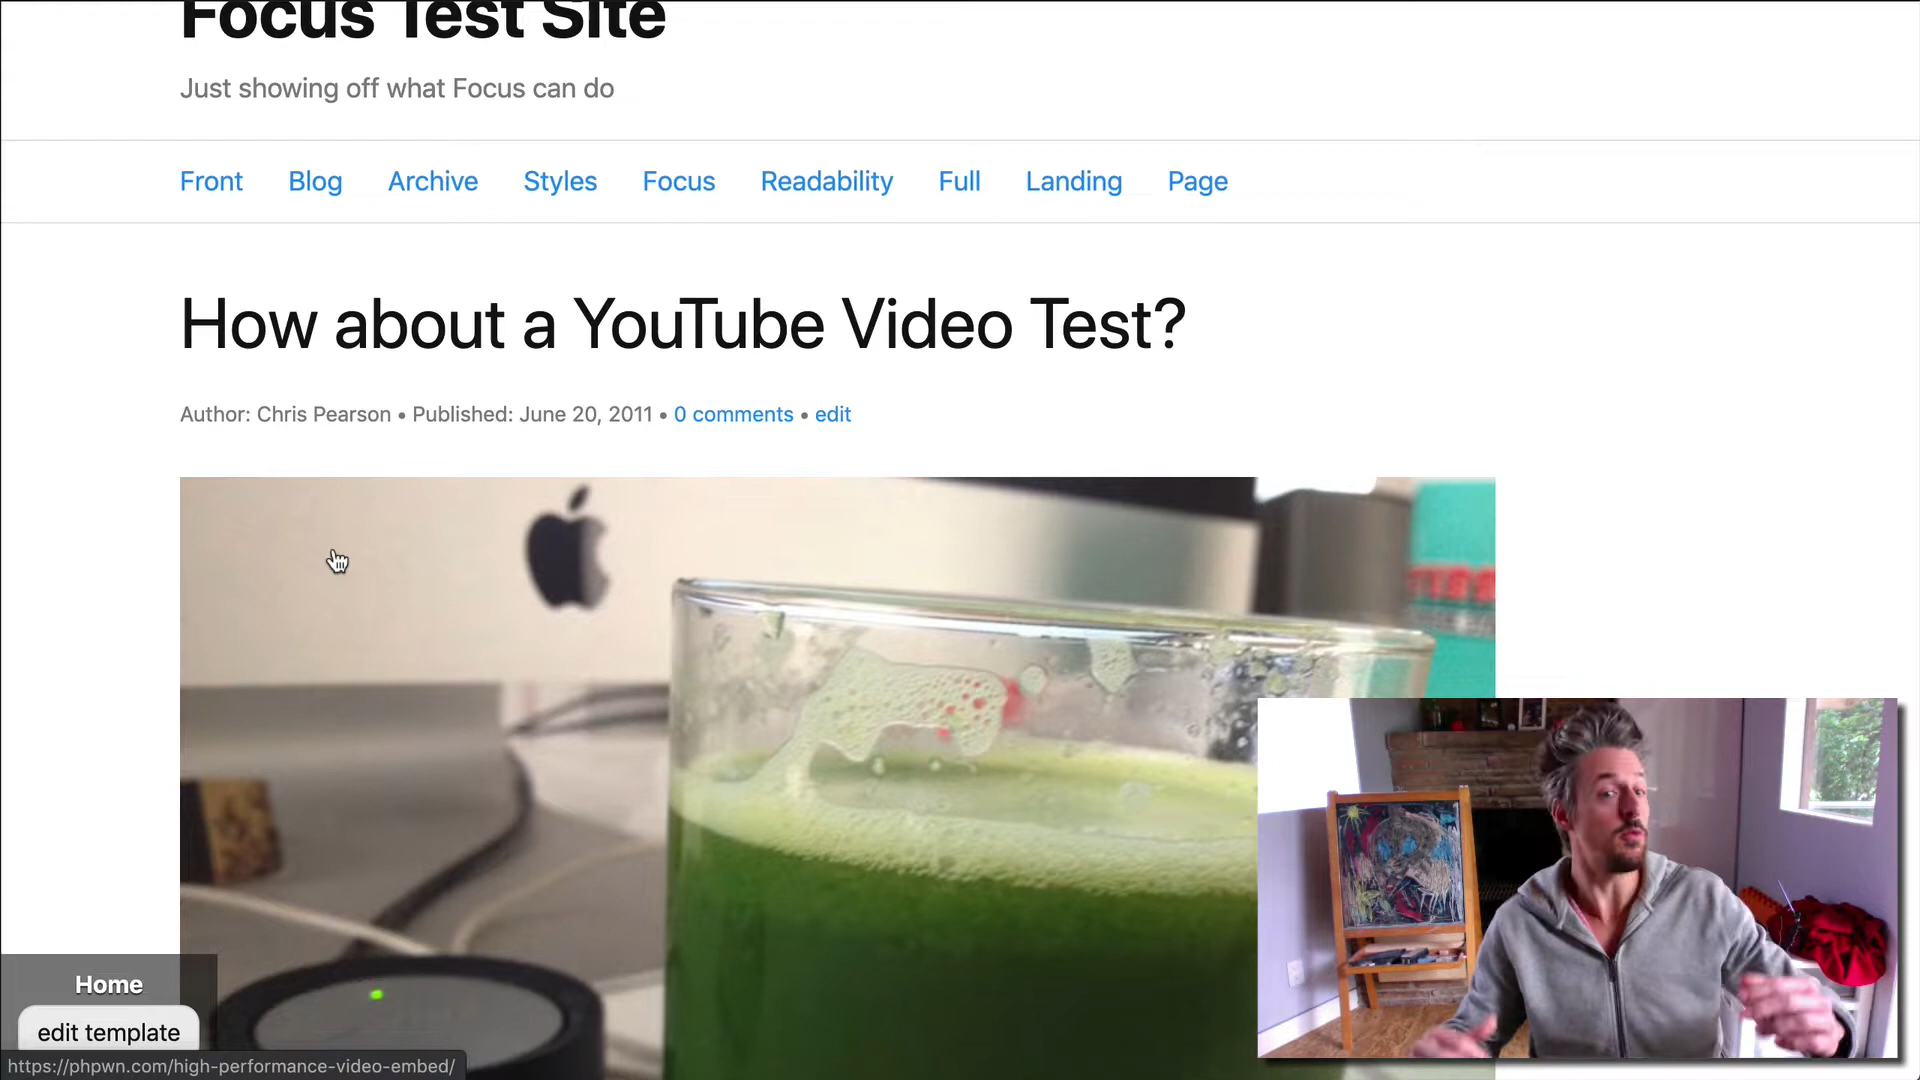 Focus Test Site
Just showing off what Focus can do
Front Blog Archive Styles Focus Readability Full Landing Page
How about a YouTube Video Test?
Author: Chris Pearson • Published: June 20, 2011 • 0 comments • edit
Home
edit template
https://phpwn.com/high-performance-video-embed/